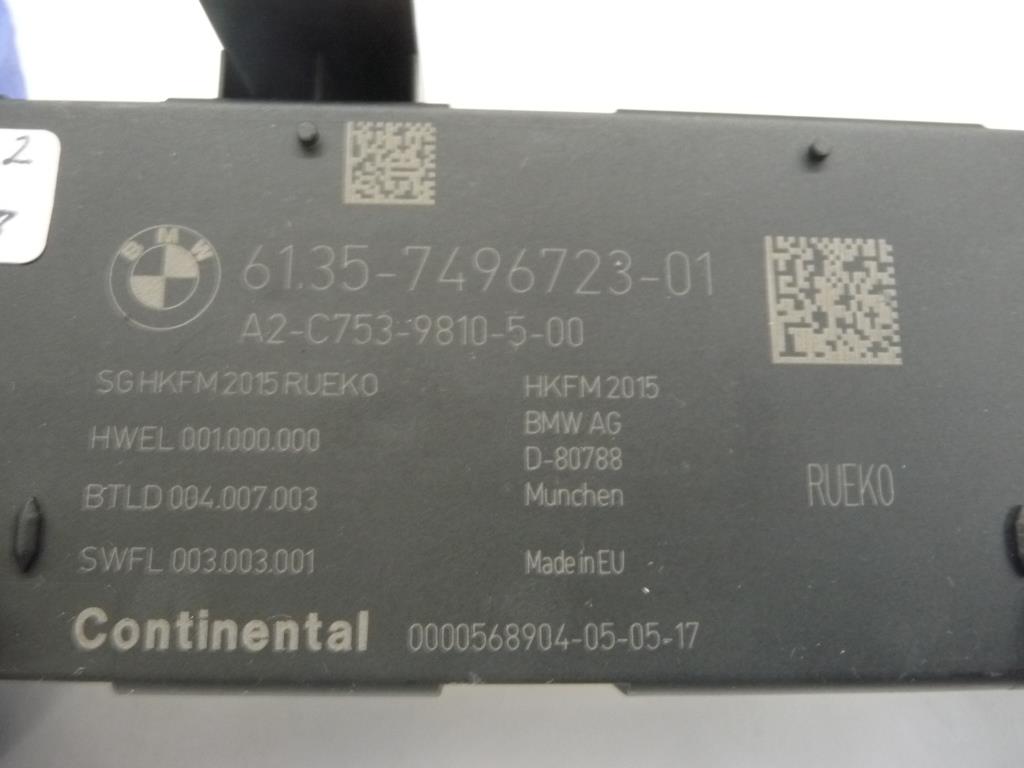 2
BMW
61.35-7496723-01
A2-C753-9810-5-00
SG HKFM 2015 RUEKO
HWEL 001.000.000
BTLD 004.007.003
SWFL 003.003.001
HKFM 2015
BMW AG
D-80788
Munchen
Made in EU
RUEKO
Continental 0000568904-05-05-17